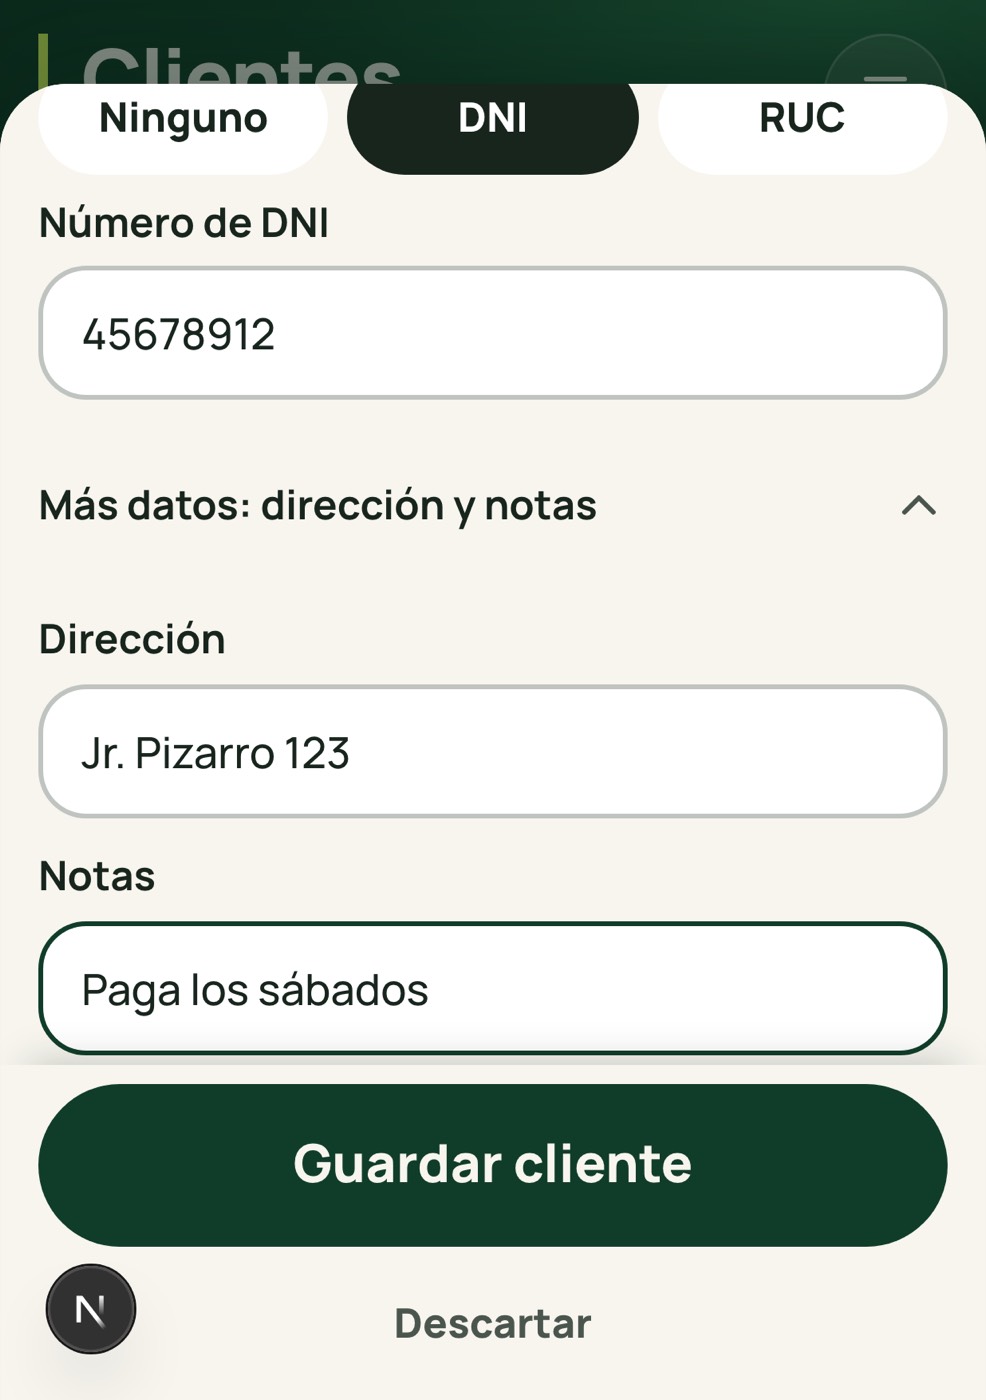 Clientes
Ninguno
DNI
RUC
Número de DNI
45678912
Más datos: dirección y notas
Dirección
Jr. Pizarro 123
Notas
Paga los sábados
Guardar cliente
N
Descartar